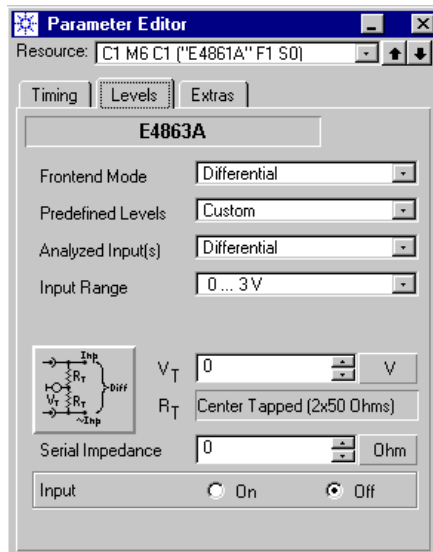 Parameter Editor
Resource: C1 M6 C1 ("E4861A" F1 S0)
Timing Levels Extras
E4863A
Frontend Mode Differential
Predefined Levels Custom
Analyzed Input(s) Differential
Input Range 0 ... 3 V
Inp
RT
VT RT Diff
~Inp
VT 0 V
RT Center Tapped (2x50 Ohms)
Serial Impedance 0 Ohm
Input On Off